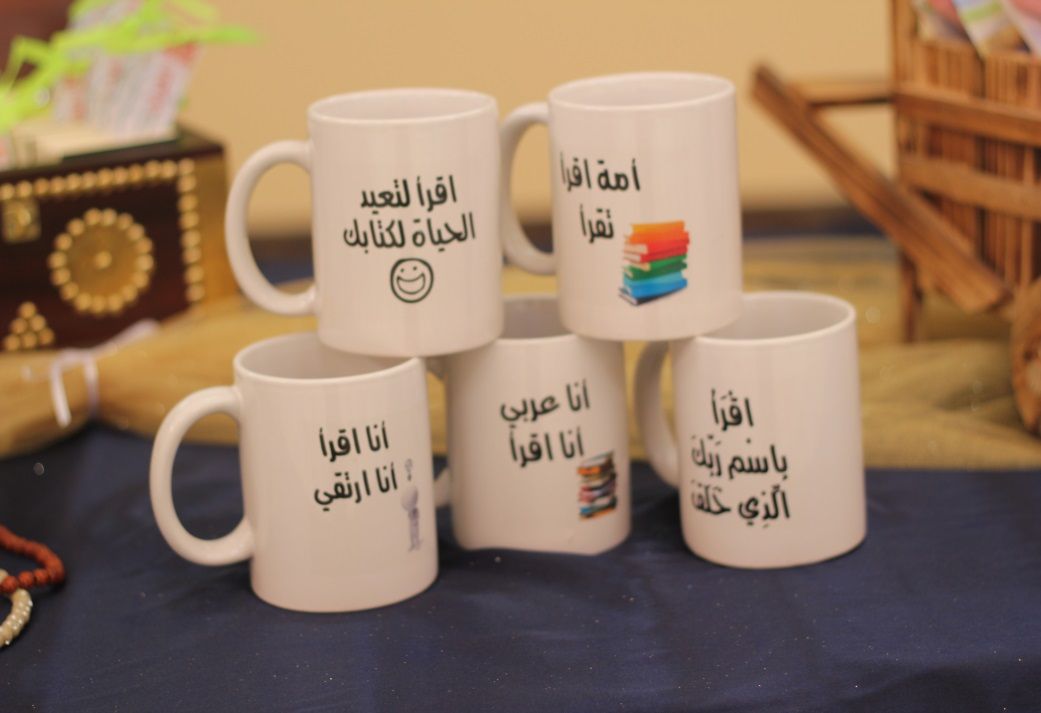 اقرأ لتعيد
الحياة لكتابك
أمة اقرأ
تقرأ
أنا اقرأ
أنا ارتقي
أنا عربي
أنا اقرأ
اقْرَأْ
بِاسْمِ رَبِّكَ
الَّذِي خَلَقَ